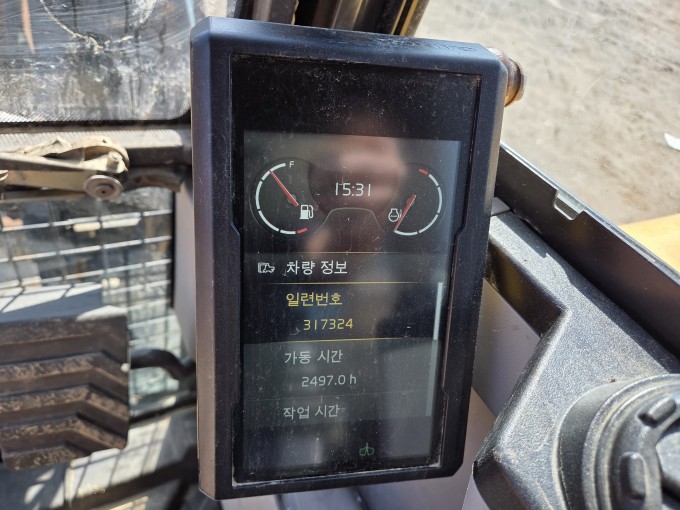 F
15:31
차량 정보
일련번호
317324
가동 시간
2497.0 h
작업 시간